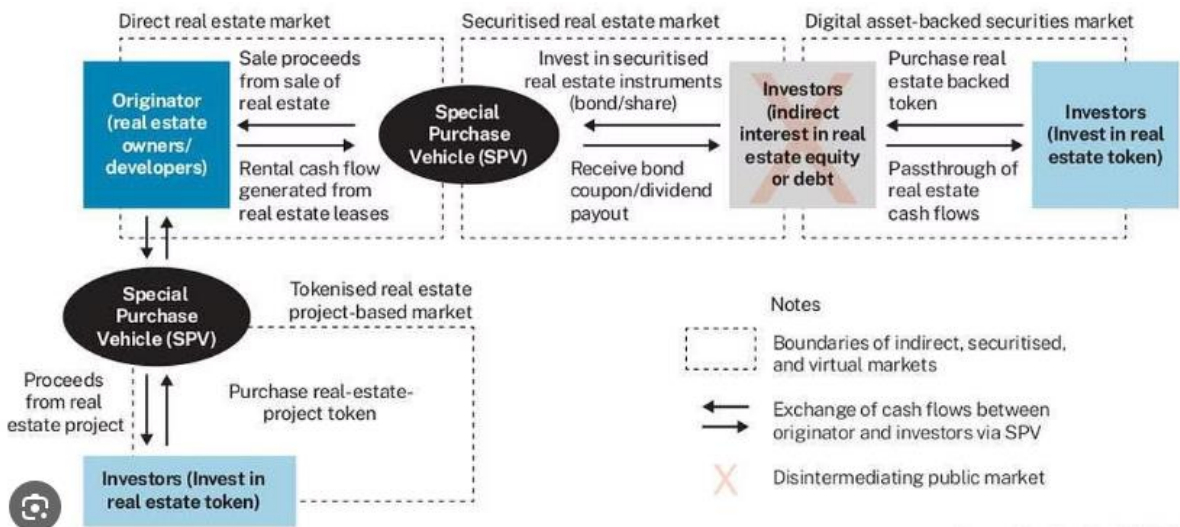 Direct real estate market
Securitised real estate market
Digital asset-backed securities market
Originator
(real estate
owners/
developers)
Sale proceeds
from sale of
real estate
Rental cash flow
generated from
real estate leases
Special
Purchase
Vehicle (SPV)
Invest in securitised
real estate instruments
(bond/share)
Receive bond
coupon/dividend
payout
Investors
(indirect
interest in real
estate equity
or debt
Purchase real
estate backed
token
Passthrough of
real estate
cash flows
Investors
(Invest in real
estate token)
Special
Purchase
Vehicle (SPV)
Tokenised real estate
project-based market
Proceeds
from real
estate project
Purchase real-estate-
project token
Investors (Invest in
real estate token)
Notes
Boundaries of indirect, securitised,
and virtual markets
Exchange of cash flows between
originator and investors via SPV
X Disintermediating public market